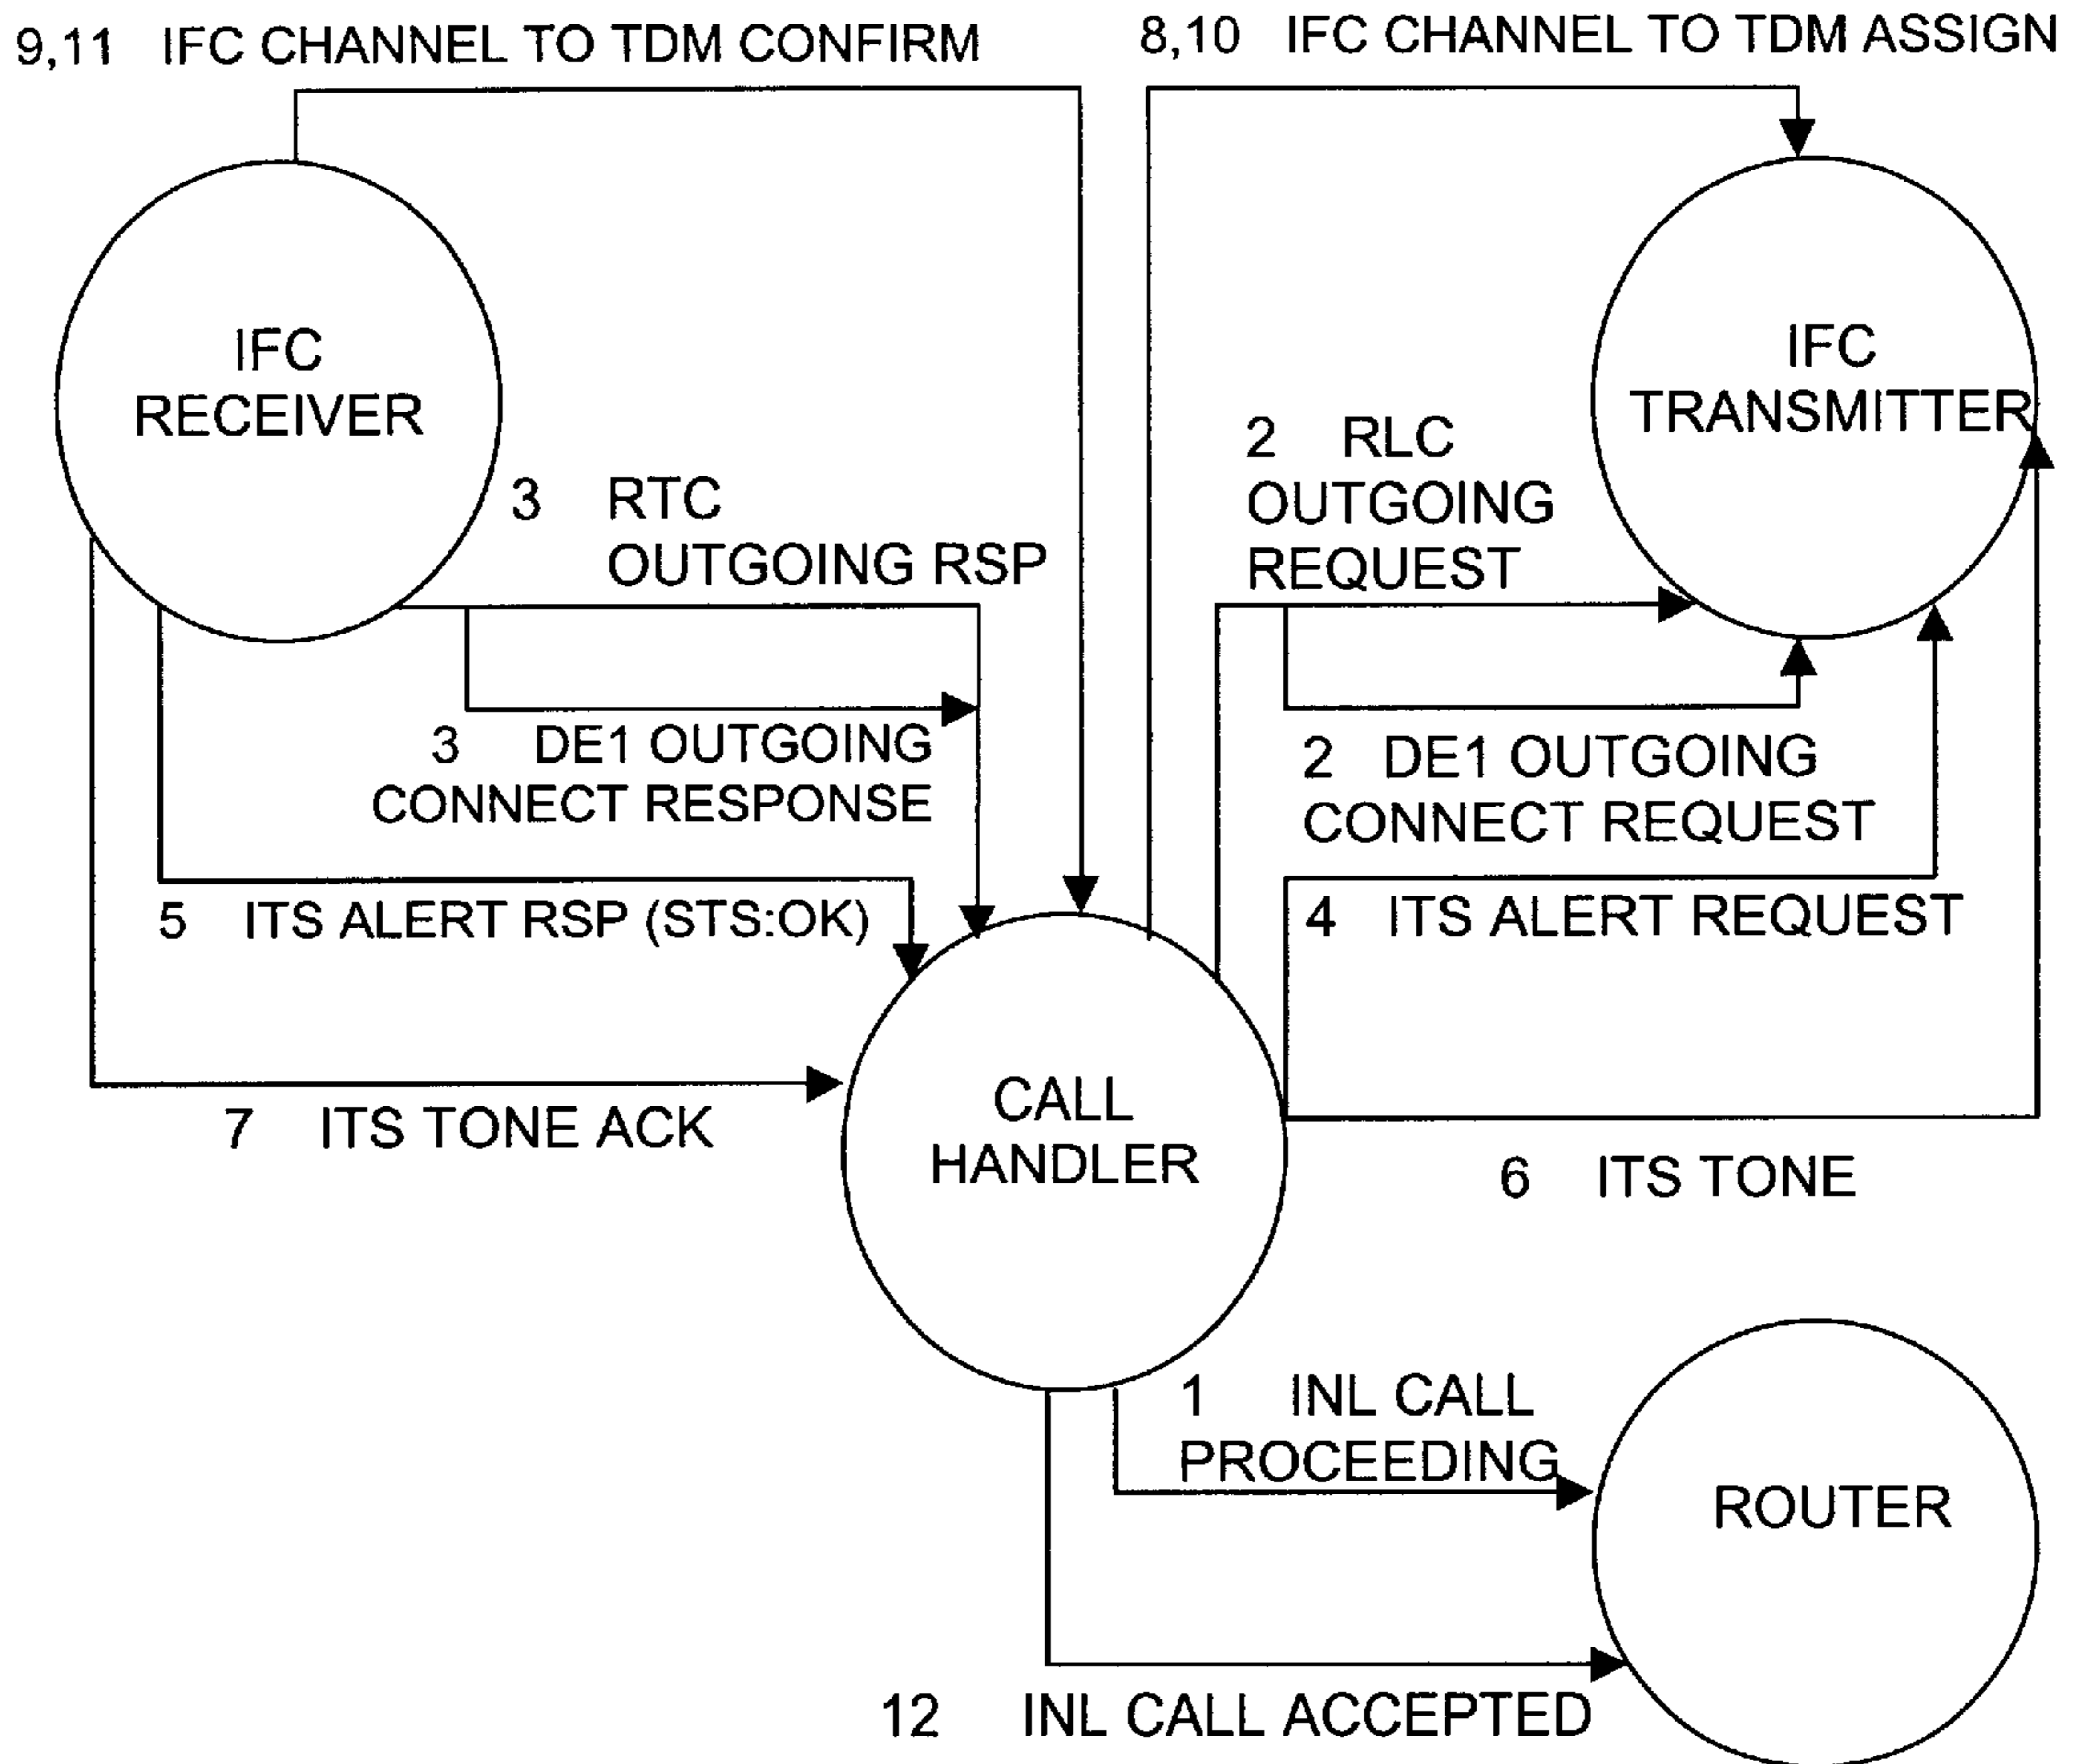 9,11 IFC CHANNEL TO TDM CONFIRM
8,10 IFC CHANNEL TO TDM ASSIGN
IFC
RECEIVER
IFC
TRANSMITTER
3 RTC
OUTGOING RSP
2 RLC
OUTGOING
REQUEST
3 DE1 OUTGOING
CONNECT RESPONSE
2 DE1 OUTGOING
CONNECT REQUEST
5 ITS ALERT RSP (STS:OK)
4 ITS ALERT REQUEST
7 ITS TONE ACK
CALL
HANDLER
6 ITS TONE
1 INL CALL
PROCEEDING
ROUTER
12 INL CALL ACCEPTED